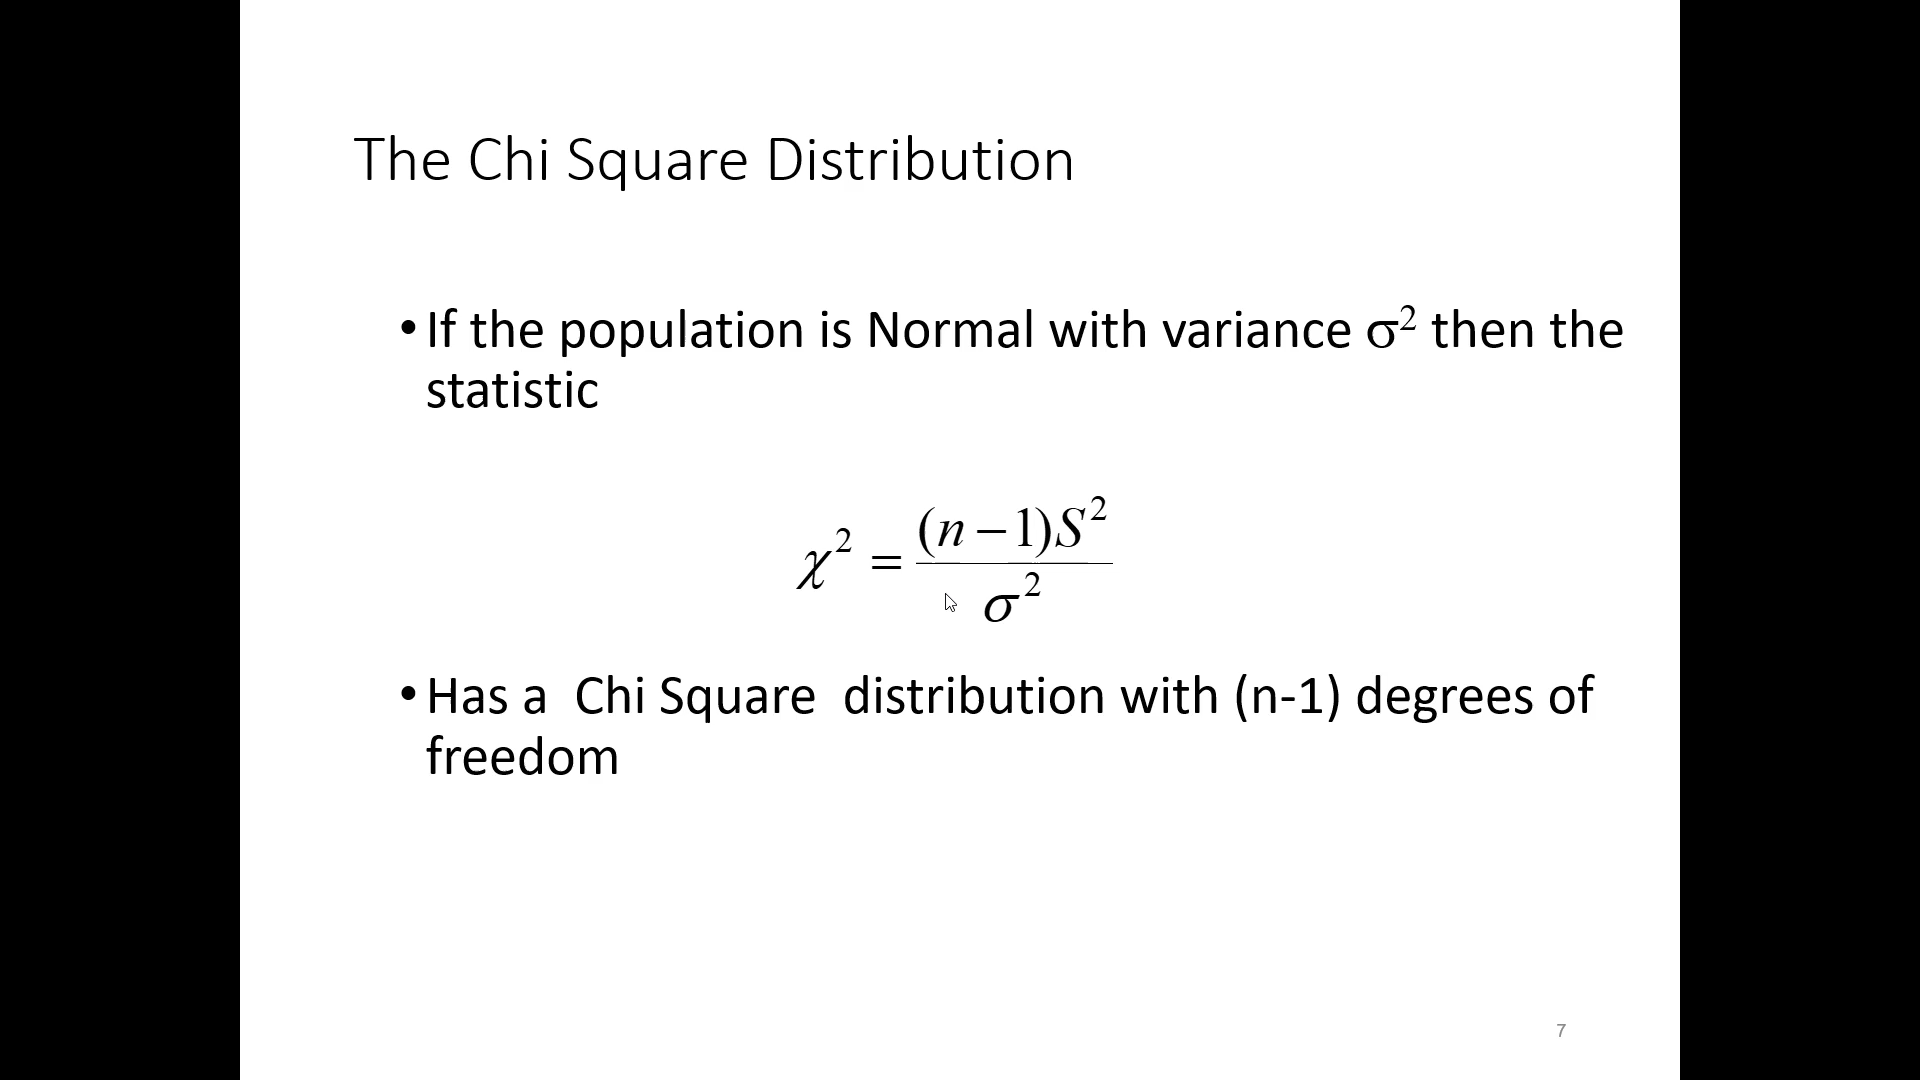 The Chi Square Distribution
•If the population is Normal with variance σ² then the
statistic
χ² = (n − 1)S² / σ²
•Has a  Chi Square  distribution with (n-1) degrees of
freedom
7